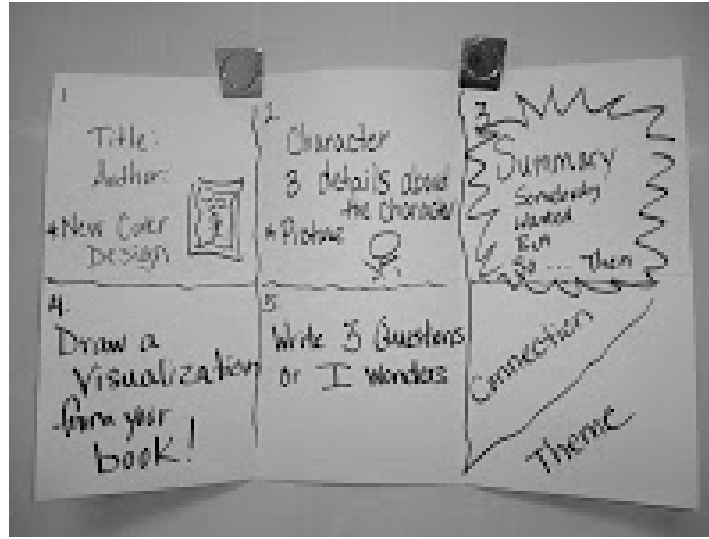 1
Title:
Author:
*New Cover
Design
2.
Character
3 details about
the character
*Picture
3
Summary
Somebody
Wanted
But
So ... Then
4.
Draw a
Visualization
from your
book!
5.
Write 3 Questions
or I Wonders
Connection
Theme